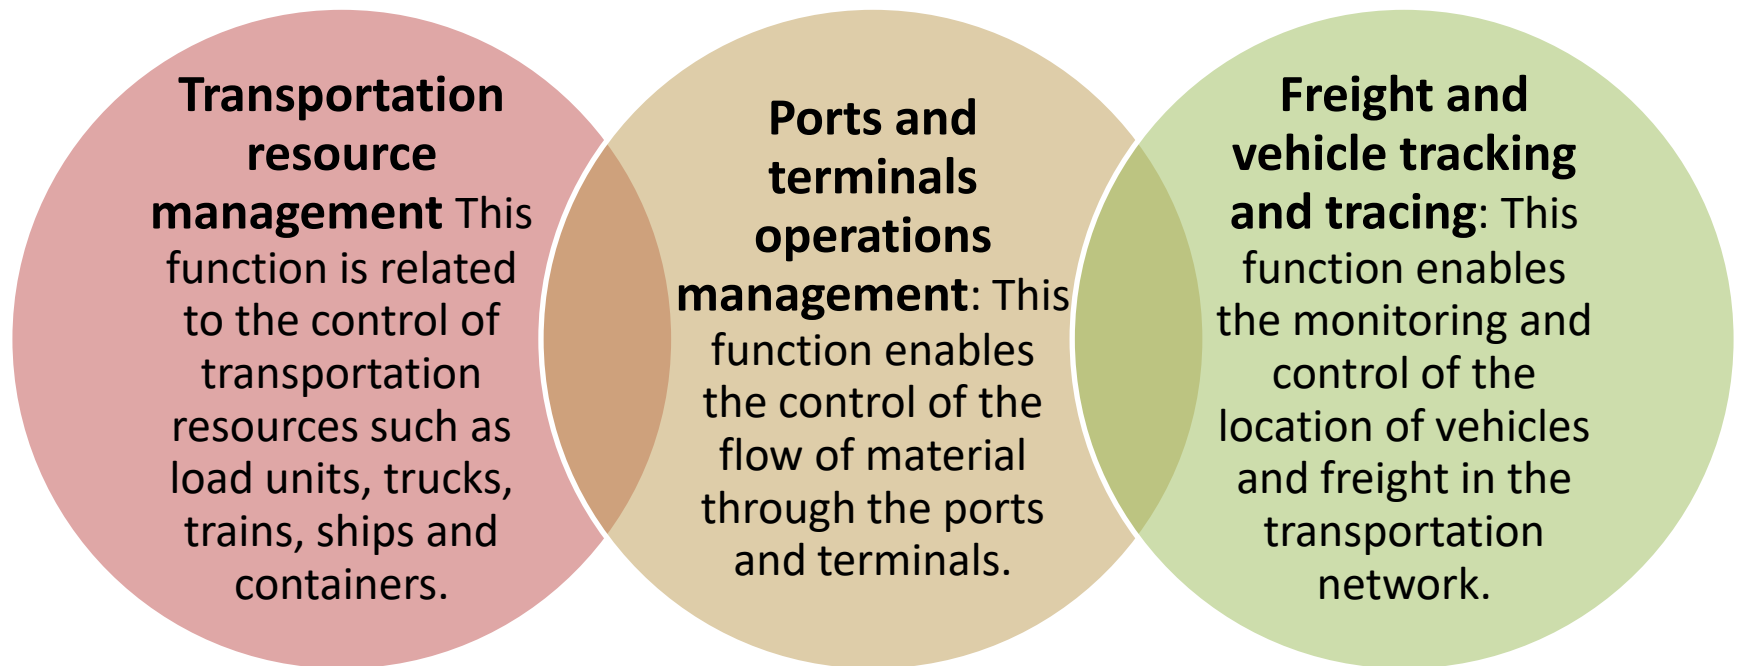 Transportation
resource
management This
function is related
to the control of
transportation
resources such as
load units, trucks,
trains, ships and
containers.
Ports and
terminals
operations
management: This
function enables
the control of the
flow of material
through the ports
and terminals.
Freight and
vehicle tracking
and tracing: This
function enables
the monitoring and
control of the
location of vehicles
and freight in the
transportation
network.